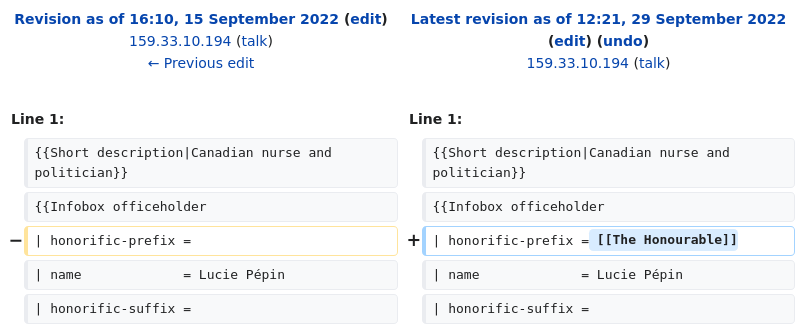 Revision as of 16:10, 15 September 2022 (edit)
159.33.10.194 (talk)
← Previous edit
Latest revision as of 12:21, 29 September 2022
(edit) (undo)
159.33.10.194 (talk)
Line 1:
Line 1:
{{Short description|Canadian nurse and
politician}}
{{Short description|Canadian nurse and
politician}}
{{Infobox officeholder
{{Infobox officeholder
− | honorific-prefix =
+ | honorific-prefix = [[The Honourable]]
| name             = Lucie Pépin
| name             = Lucie Pépin
| honorific-suffix =
| honorific-suffix =